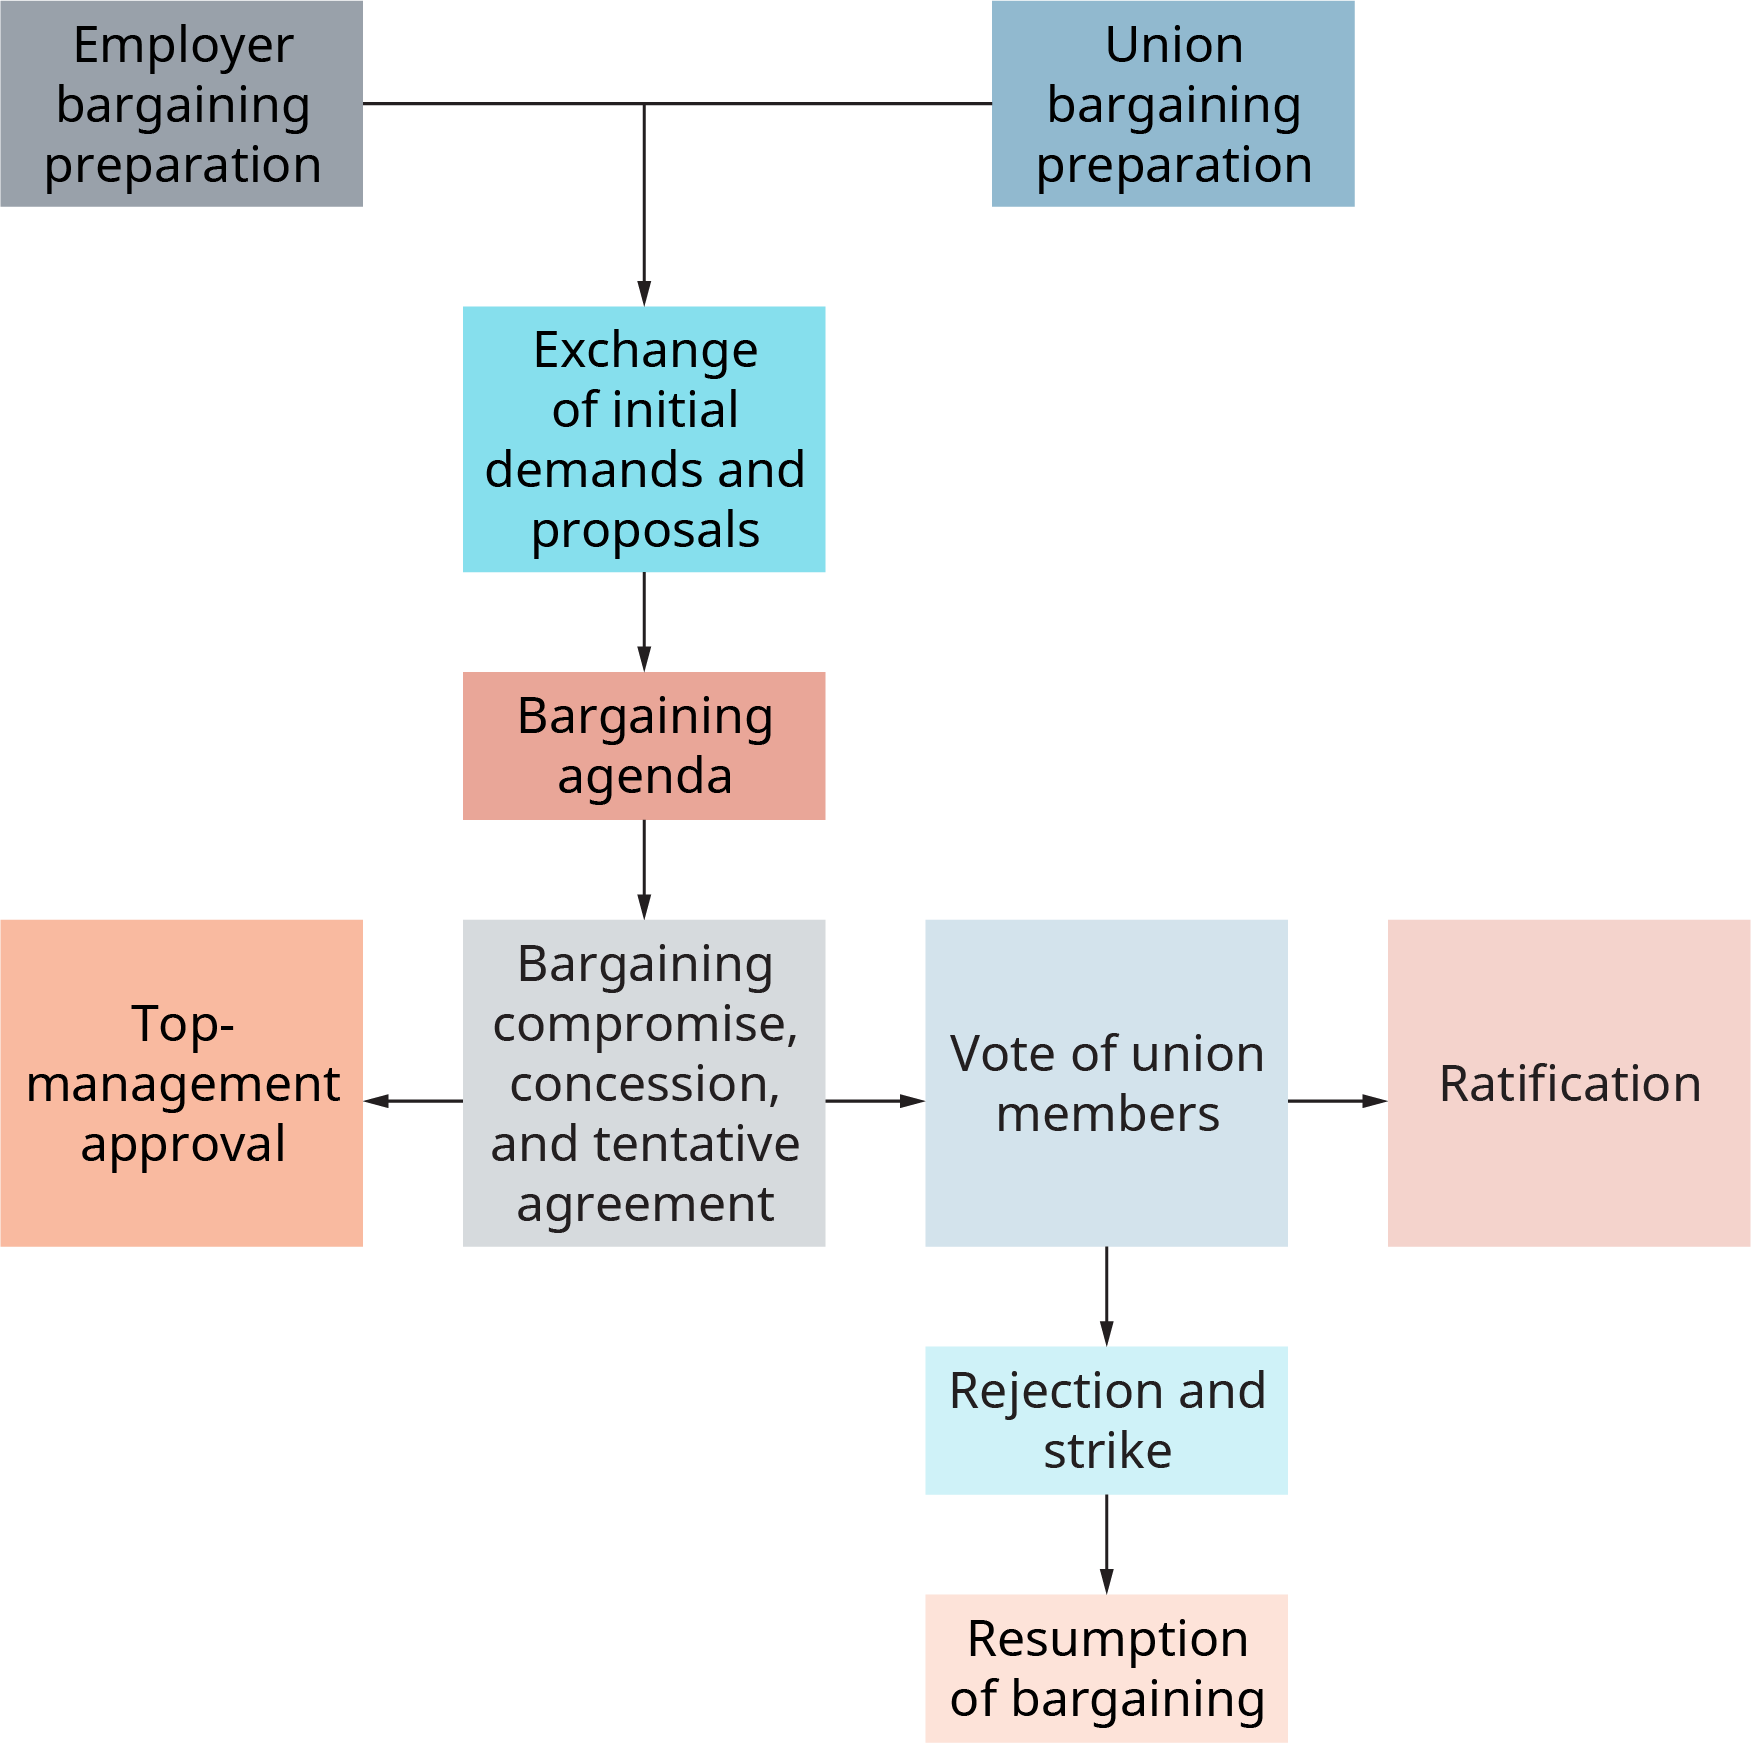 Employer
bargaining
preparation
Union
bargaining
preparation
Exchange
of initial
demands and
proposals
Bargaining
agenda
Top-
management
approval
Bargaining
compromise,
concession,
and tentative
agreement
Vote of union
members
Ratification
Rejection and
strike
Resumption
of bargaining